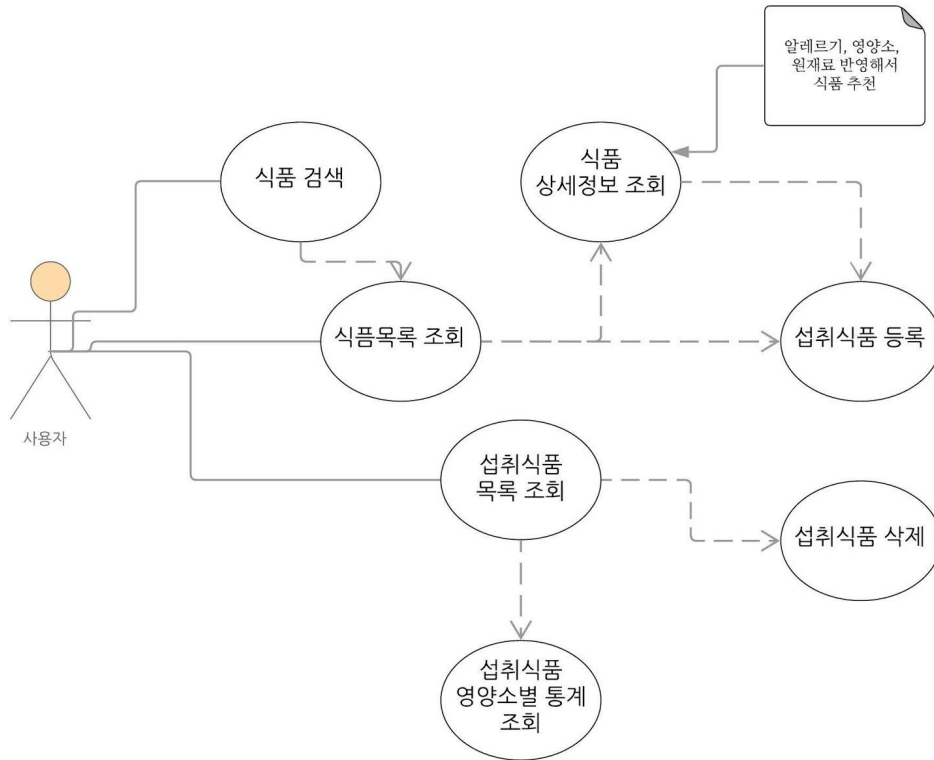 알레르기, 영양소,
원재료 반영해서
식품 추천
식품 검색
식품
상세정보 조회
식픔목록 조회
섭취식품 등록
사용자
섭취식품
목록 조회
섭취식품 삭제
섭취식품
영양소별 통계
조회